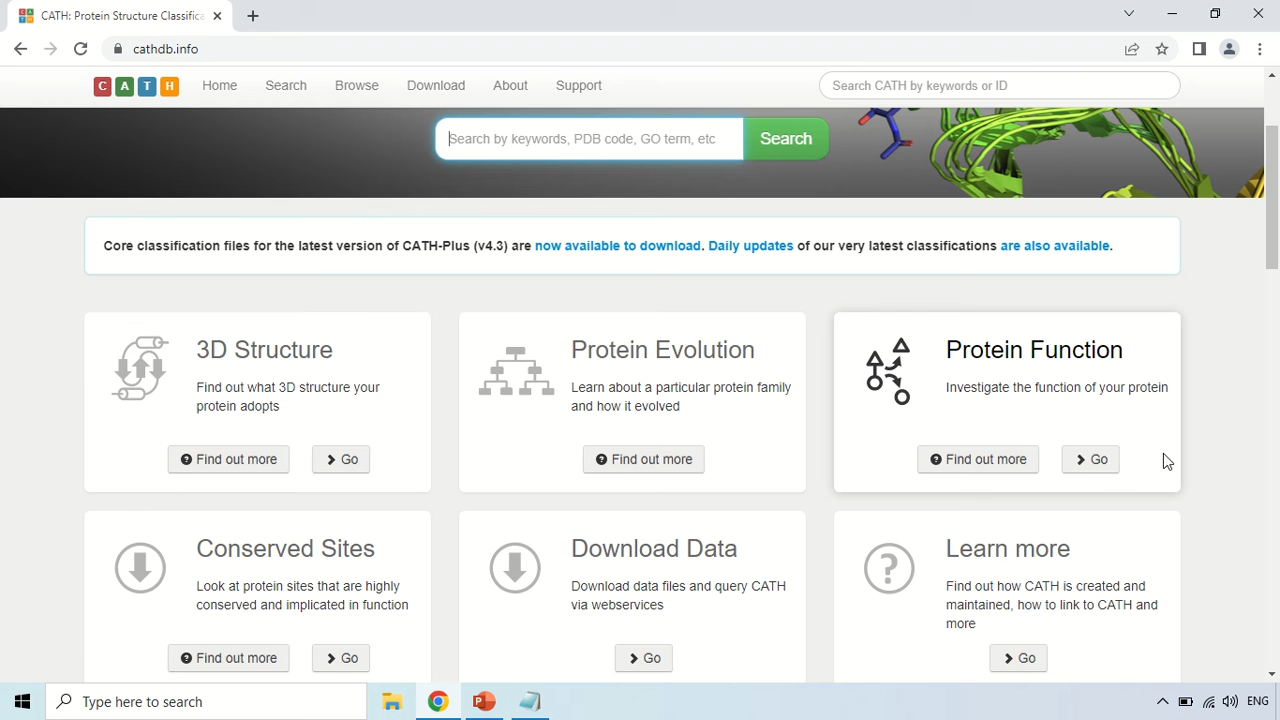 CATH: Protein Structure Classifica
cathdb.info
C A T H
Home
Search
Browse
Download
About
Support
Search CATH by keywords or ID
Search by keywords, PDB code, GO term, etc
Search
Core classification files for the latest version of CATH-Plus (v4.3) are now available to download. Daily updates of our very latest classifications are also available.
3D Structure
Find out what 3D structure your
protein adopts
Find out more
Go
Protein Evolution
Learn about a particular protein family
and how it evolved
Find out more
Protein Function
Investigate the function of your protein
Find out more
Go
Conserved Sites
Look at protein sites that are highly
conserved and implicated in function
Find out more
Go
Download Data
Download data files and query CATH
via webservices
Go
Learn more
Find out how CATH is created and
maintained, how to link to CATH and
more
Go
Type here to search
ENG